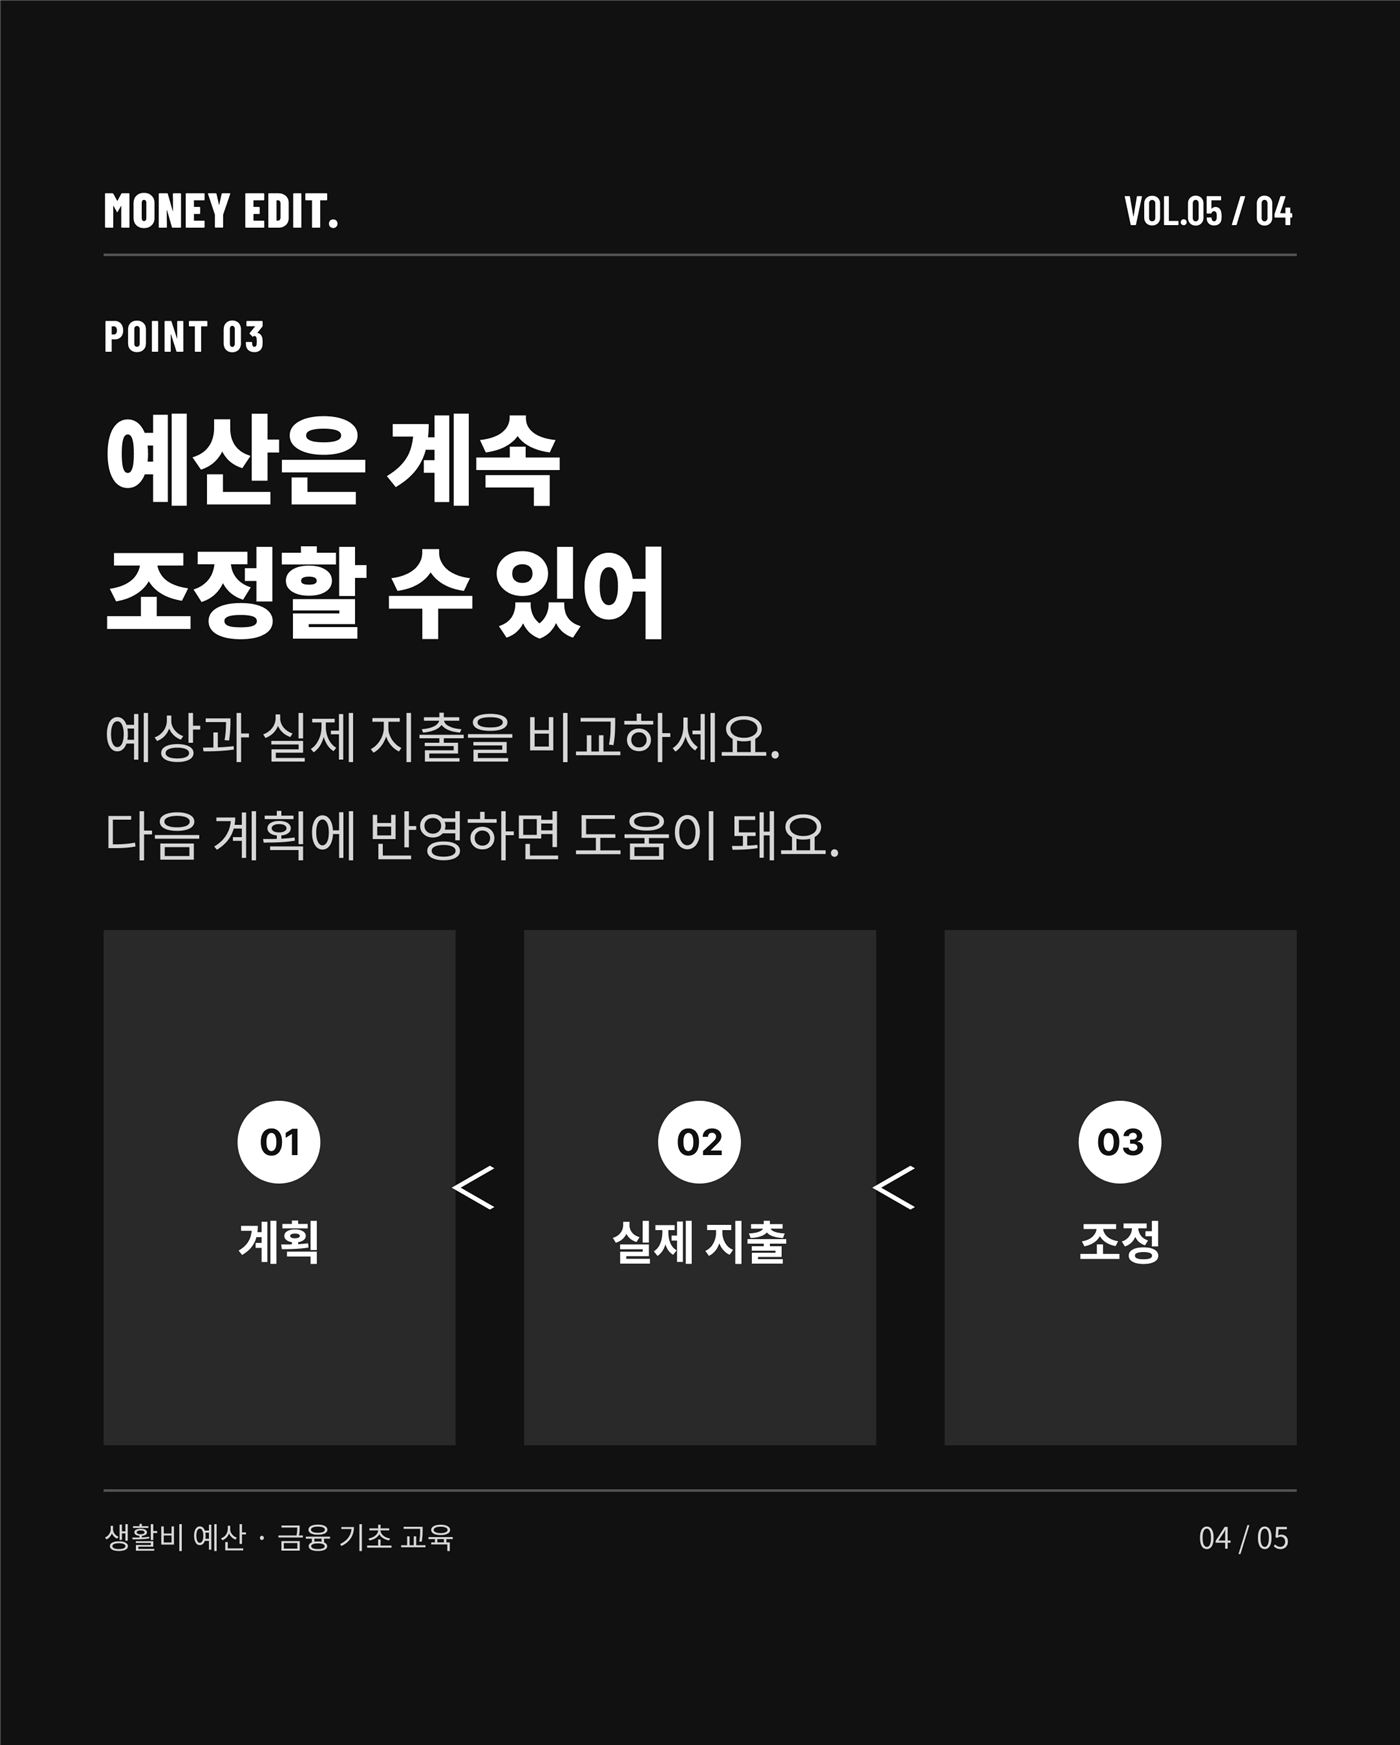 MONEY EDIT.
VOL.05 / 04
POINT 03
예산은 계속
조정할 수 있어
예상과 실제 지출을 비교하세요.
다음 계획에 반영하면 도움이 돼요.
01
계획
<
02
실제 지출
<
03
조정
생활비 예산 · 금융 기초 교육
04 / 05